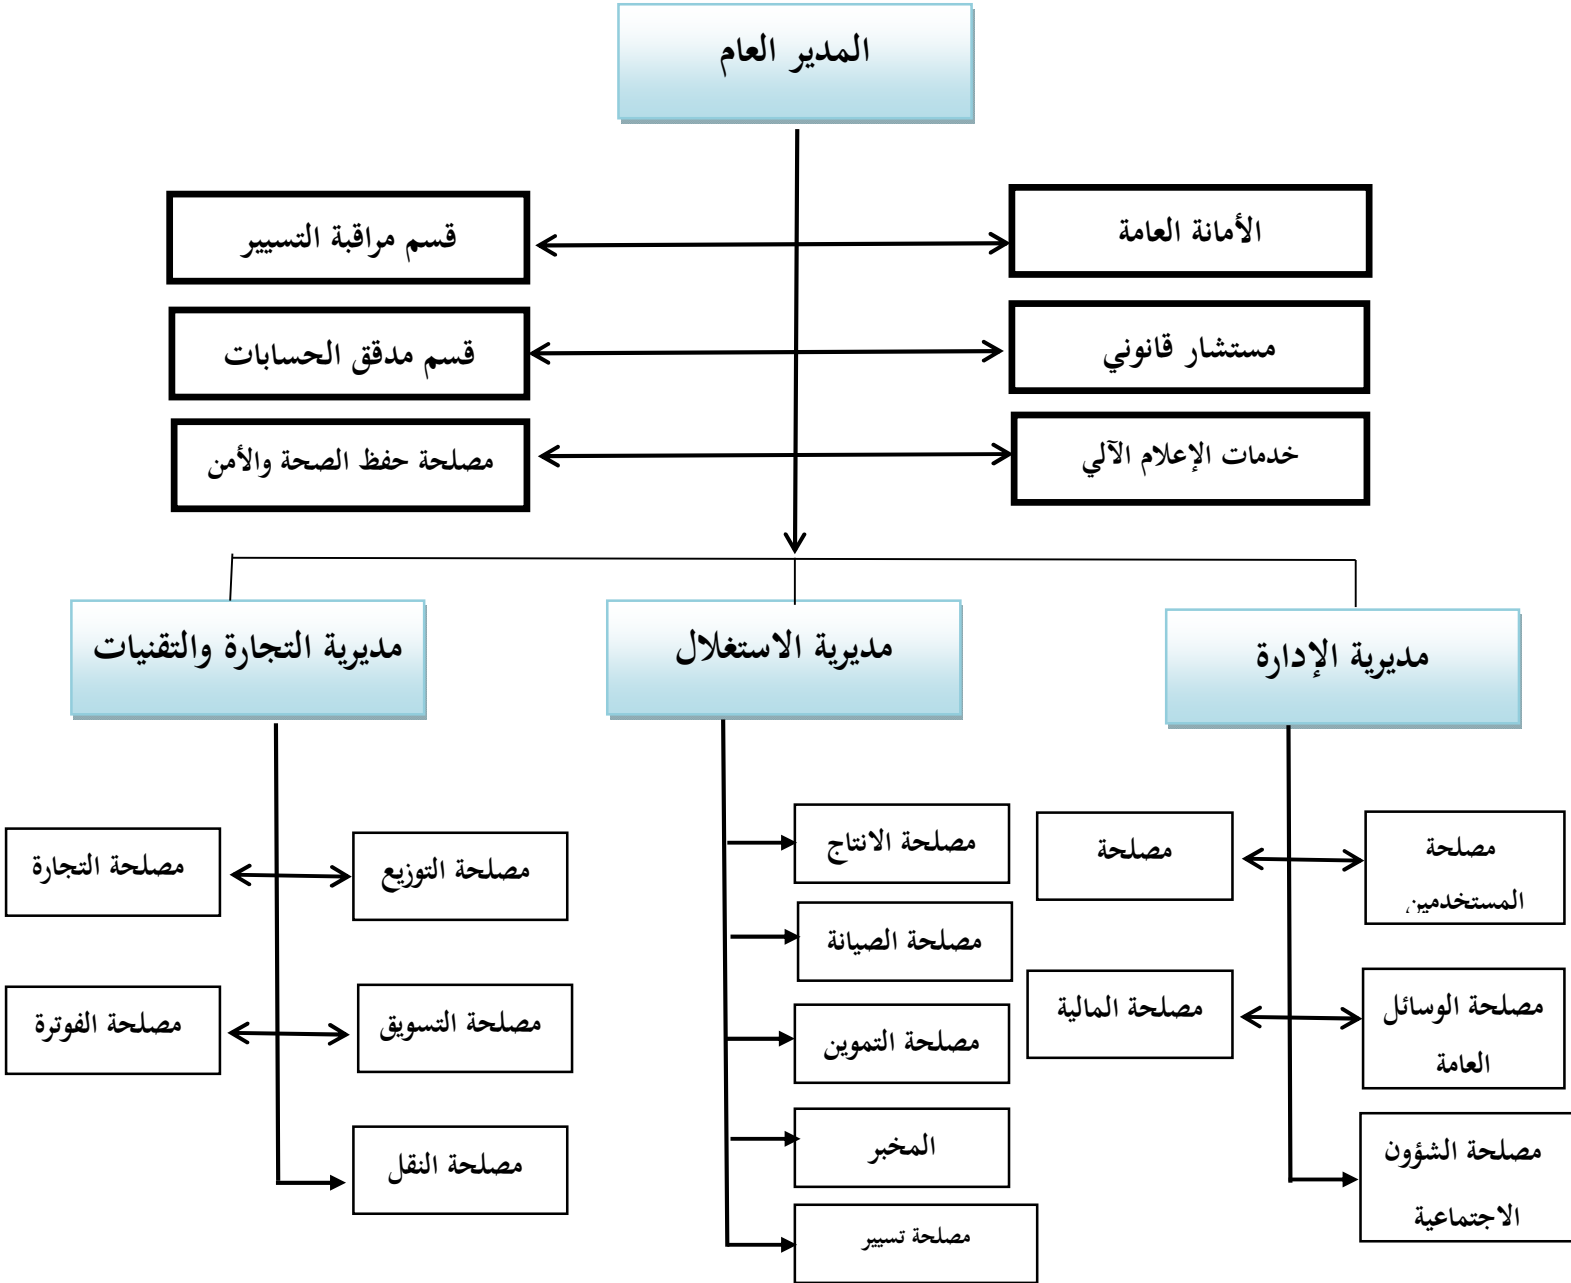 المدير العام
الأمانة العامة
قسم مراقبة التسيير
مستشار قانوني
قسم مدقق الحسابات
خدمات الإعلام الآلي
مصلحة حفظ الصحة والأمن
مديرية الإدارة
مديرية الاستغلال
مديرية التجارة والتقنيات
مصلحة
المستخدمين
مصلحة
مصلحة الوسائل
العامة
مصلحة المالية
مصلحة الشؤون
الاجتماعية
مصلحة الانتاج
مصلحة الصيانة
مصلحة التموين
المخبر
مصلحة تسيير
مصلحة التوزيع
مصلحة التجارة
مصلحة التسويق
مصلحة الفوترة
مصلحة النقل